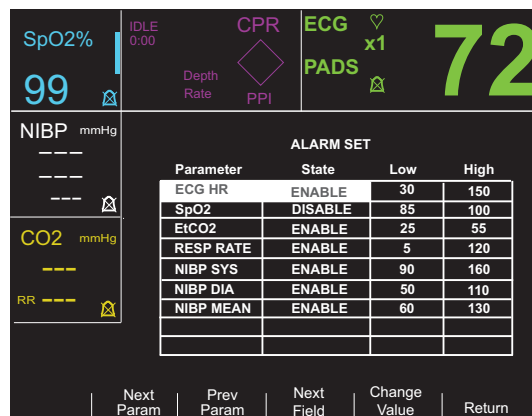 SpO2%
99
IDLE
0:00
CPR
Depth
Rate
PPI
ECG
x1
PADS
72
NIBP mmHg
---
---
---
CO2 mmHg
---
RR ---
ALARM SET
Parameter State Low High
ECG HR ENABLE 30 150
SpO2 DISABLE 85 100
EtCO2 ENABLE 25 55
RESP RATE ENABLE 5 120
NIBP SYS ENABLE 90 160
NIBP DIA ENABLE 50 110
NIBP MEAN ENABLE 60 130
Next Param
Prev Param
Next Field
Change Value
Return